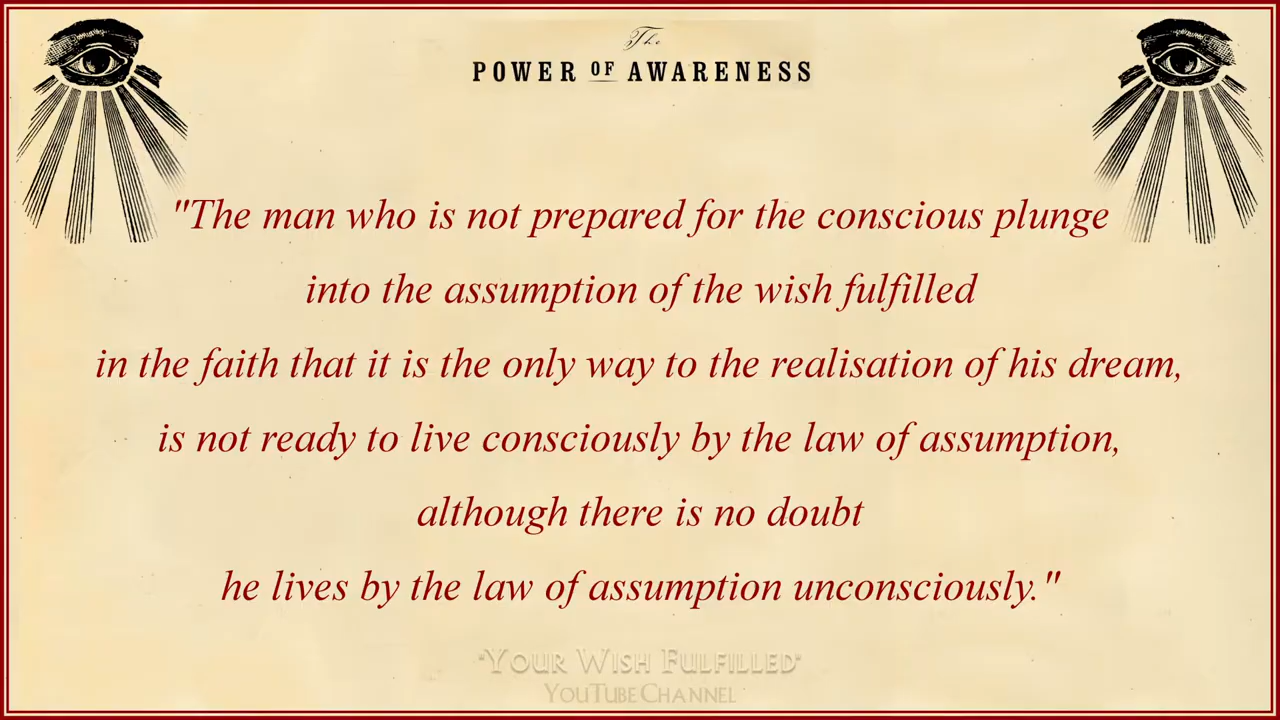 The
POWER OF AWARENESS
"The man who is not prepared for the conscious plunge
into the assumption of the wish fulfilled
in the faith that it is the only way to the realisation of his dream,
is not ready to live consciously by the law of assumption,
although there is no doubt
he lives by the law of assumption unconsciously."
"YOUR WISH FULFILLED"
YOUTUBE CHANNEL